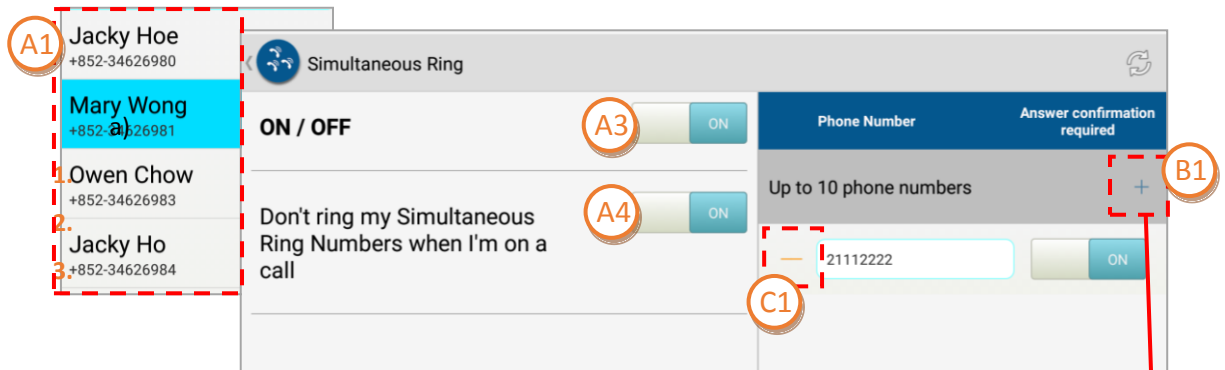 A1
Jacky Hoe
+852-34626980
Mary Wong
a)
+852-34626981
1.
Owen Chow
+852-34626983
2.
Jacky Ho
3.
+852-34626984
Simultaneous Ring
ON / OFF
A3
ON
Don't ring my Simultaneous
Ring Numbers when I'm on a
call
A4
ON
Phone Number
Answer confirmation
required
Up to 10 phone numbers
+
B1
21112222
ON
C1